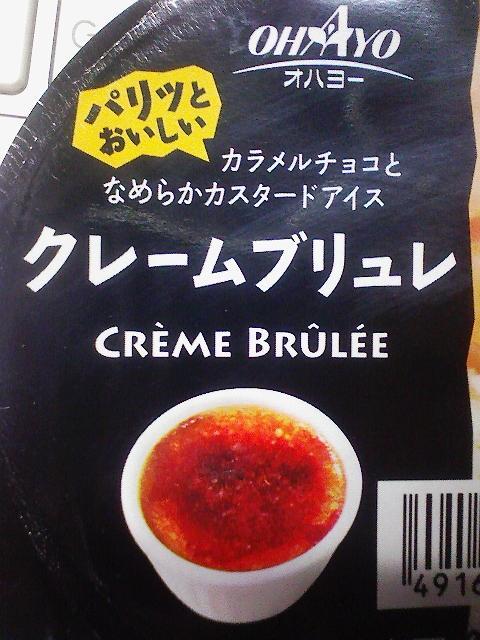 OHAYO
オハヨー
パリッと
おいしい
カラメルチョコと
なめらかカスタードアイス
クレームブリュレ
CRÈME BRÛLÉE
4916